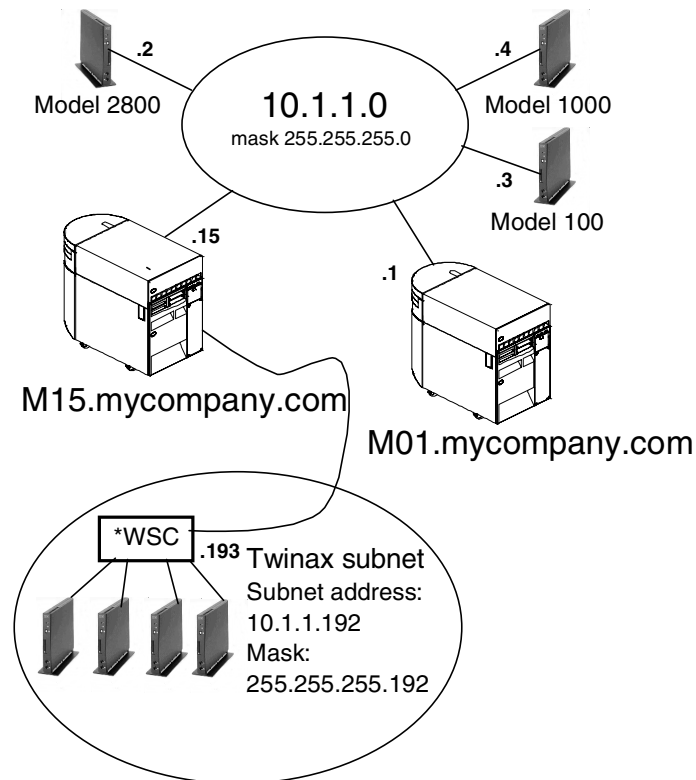 .2
.4
Model 2800
10.1.1.0
mask 255.255.255.0
Model 1000
.3
Model 100
.15
.1
M15.mycompany.com
M01.mycompany.com
*WSC
.193
Twinax subnet
Subnet address:
10.1.1.192
Mask:
255.255.255.192